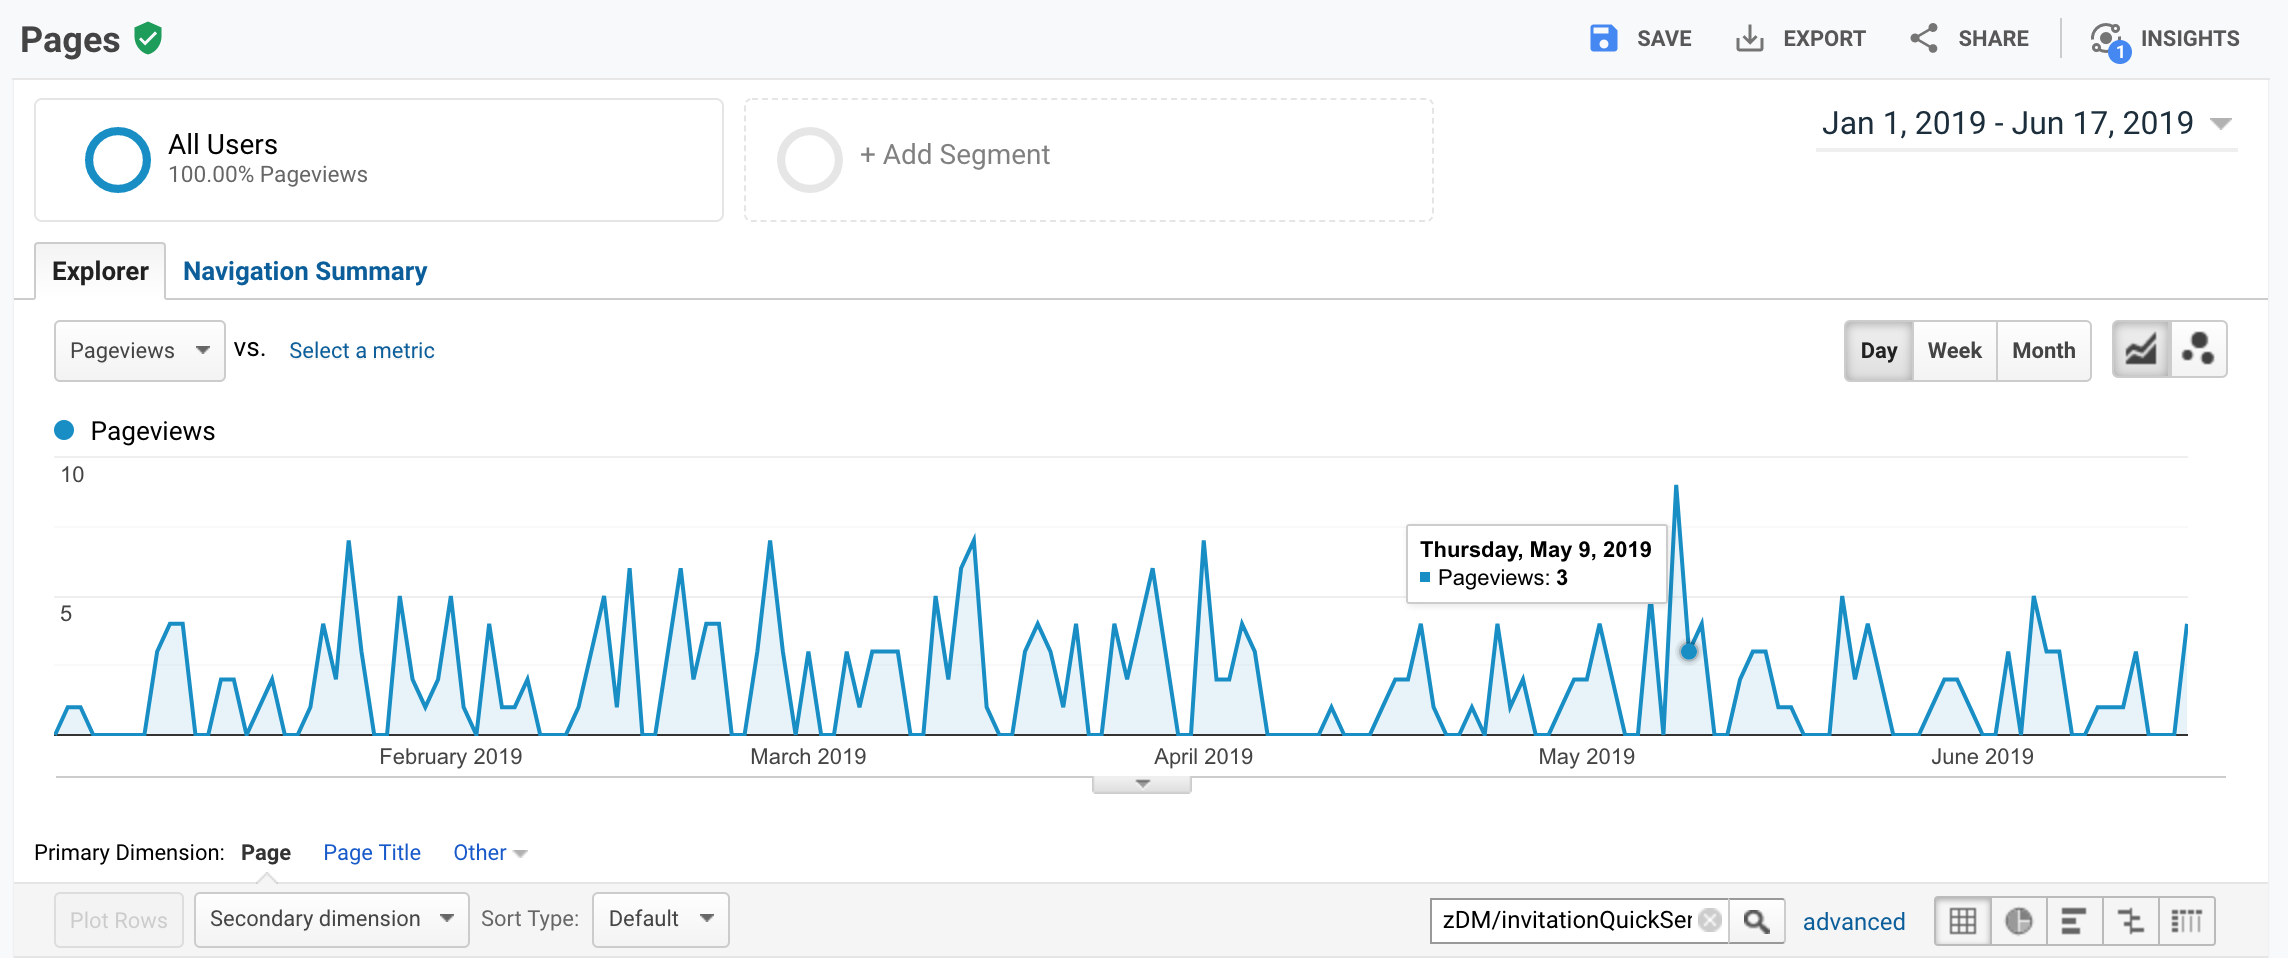 Pages
SAVE EXPORT SHARE 1 INSIGHTS
All Users
100.00% Pageviews
+ Add Segment
Jan 1, 2019 - Jun 17, 2019
Explorer Navigation Summary
Pageviews VS. Select a metric
Day Week Month
Pageviews
10
5
Thursday, May 9, 2019
Pageviews: 3
February 2019 March 2019 April 2019 May 2019 June 2019
Primary Dimension: Page Page Title Other
Plot Rows Secondary dimension Sort Type: Default zDM/invitationQuickSer advanced